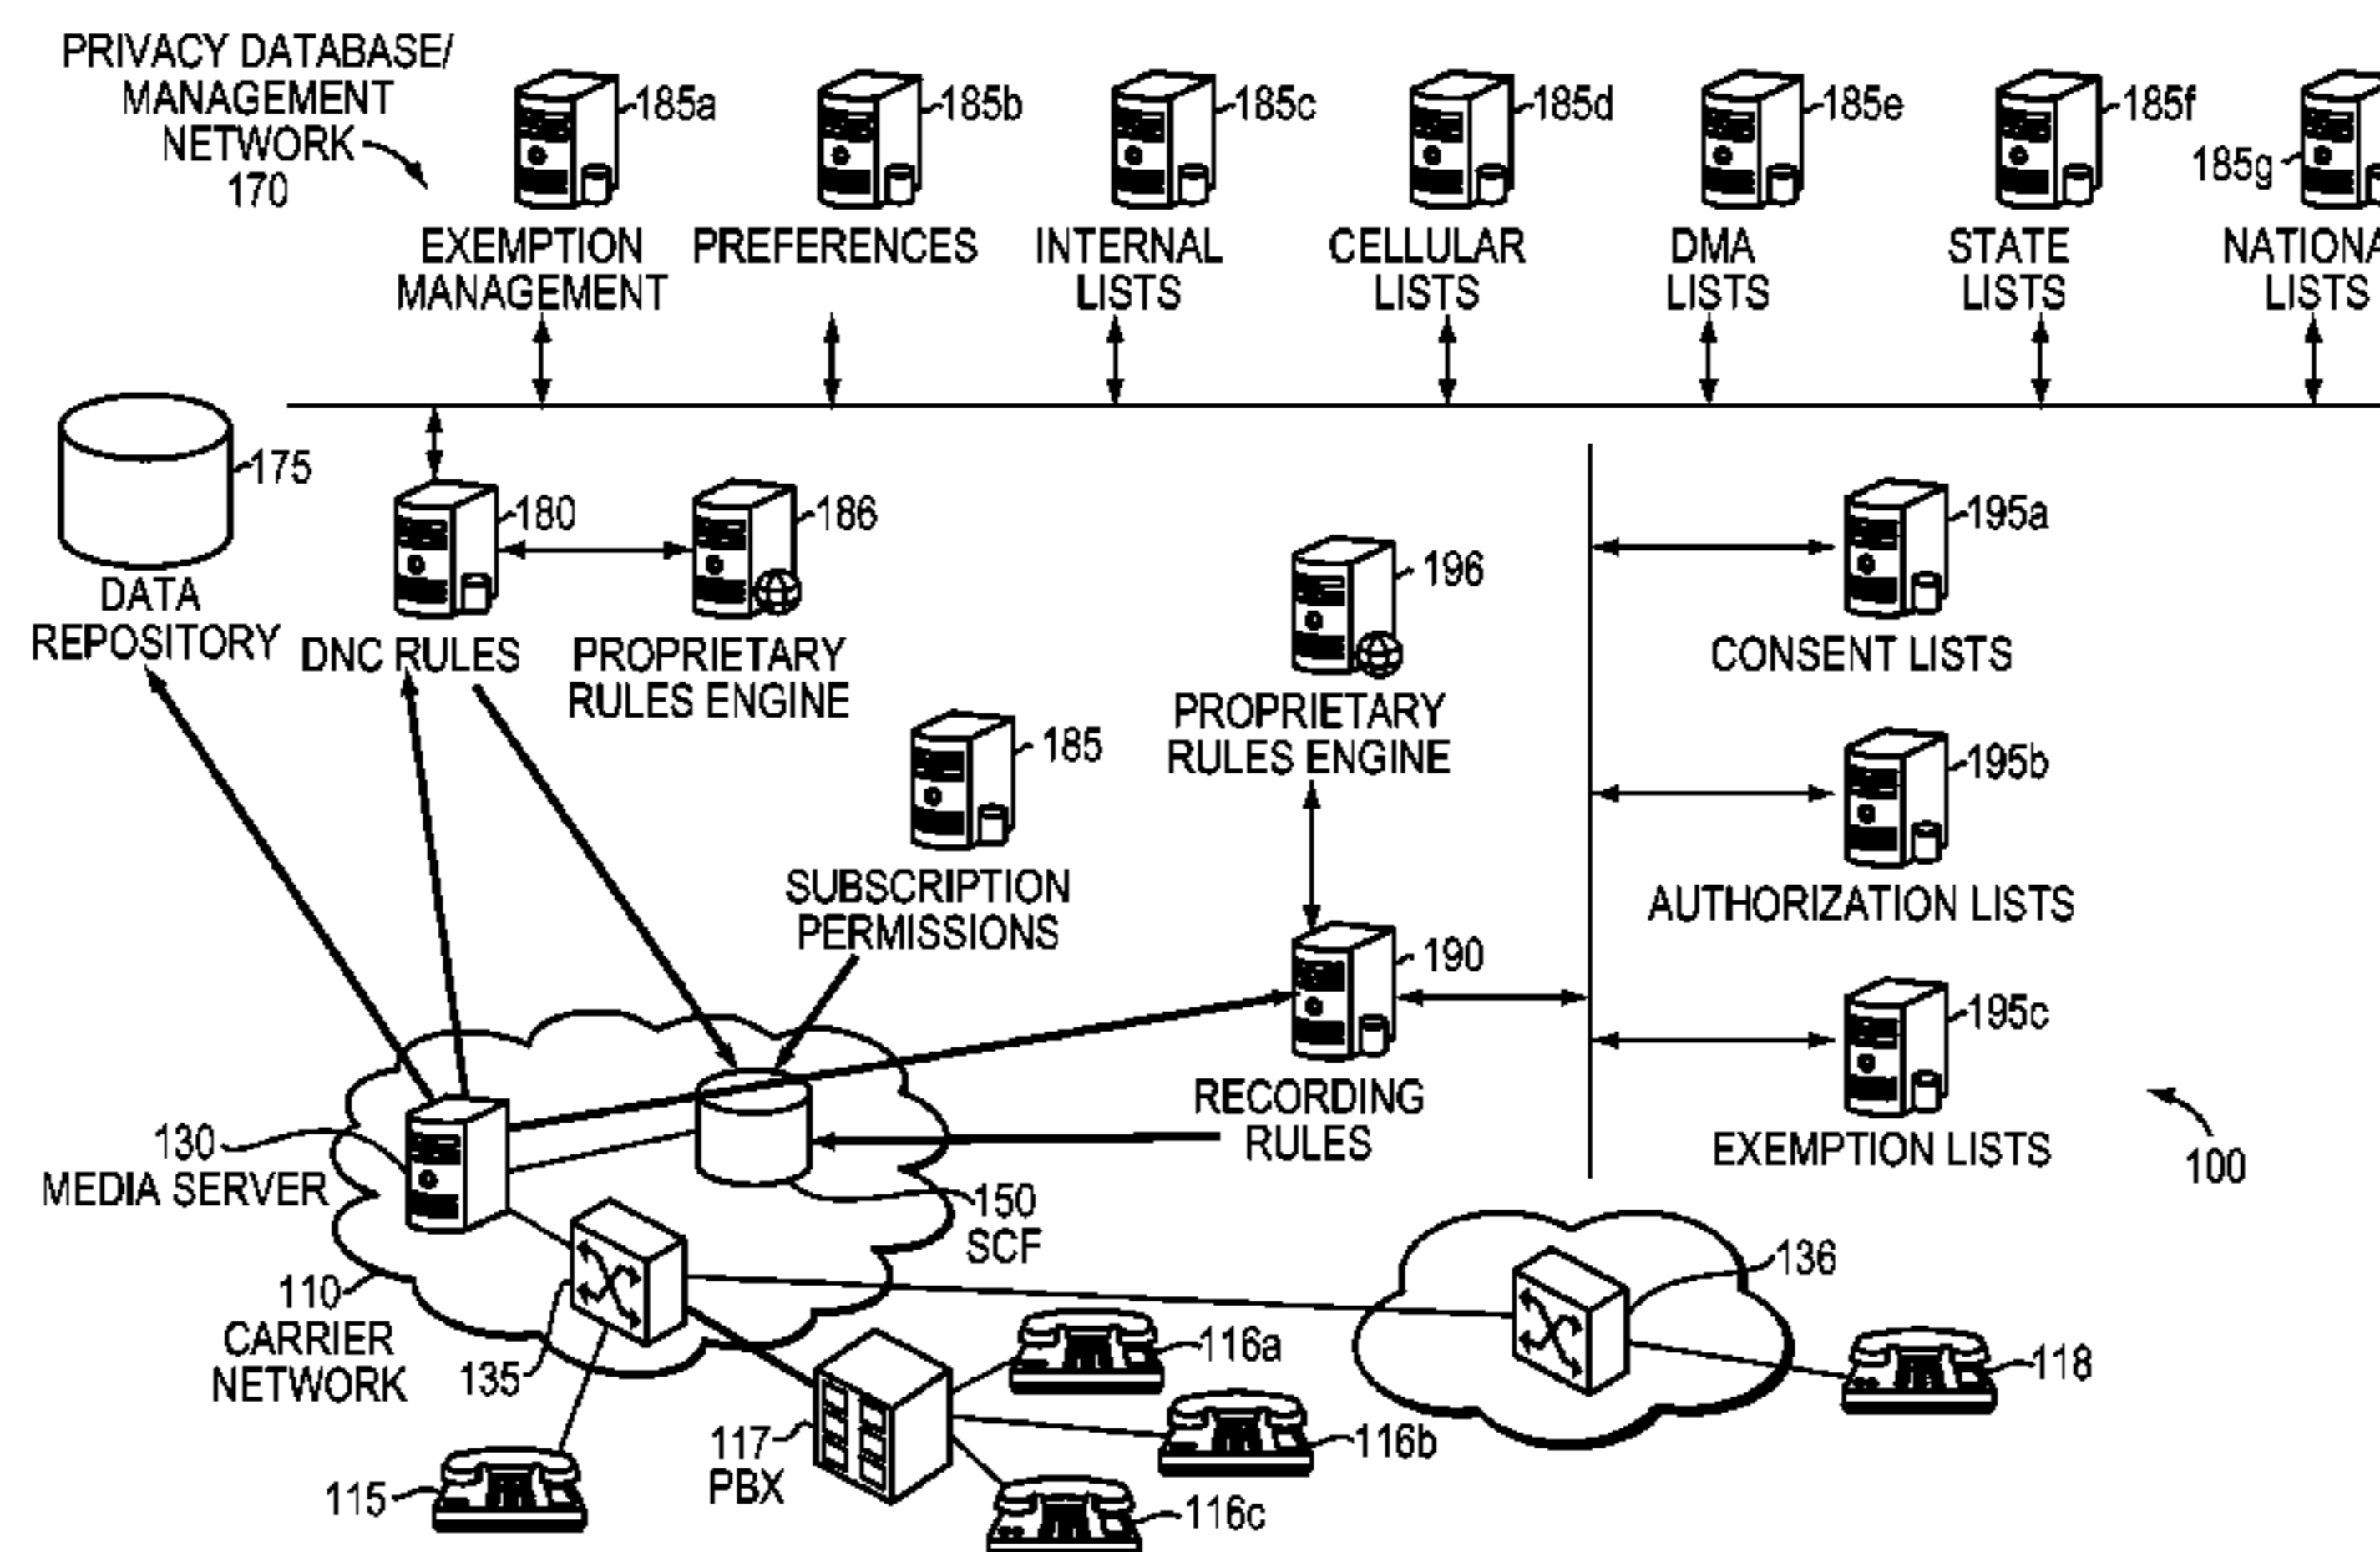 PRIVACY DATABASE/
MANAGEMENT
NETWORK
170
185a
185b
185c
185d
185e
185f
185g
EXEMPTION
MANAGEMENT
PREFERENCES
INTERNAL
LISTS
CELLULAR
LISTS
DMA
LISTS
STATE
LISTS
NATIONA
LISTS
175
DATA
REPOSITORY
180
DNC RULES
186
PROPRIETARY
RULES ENGINE
196
PROPRIETARY
RULES ENGINE
195a
CONSENT LISTS
185
SUBSCRIPTION
PERMISSIONS
195b
AUTHORIZATION LISTS
190
RECORDING
RULES
195c
EXEMPTION LISTS
100
130
MEDIA SERVER
150
SCF
110
CARRIER
NETWORK
135
136
116a
118
117
PBX
116b
115
116c